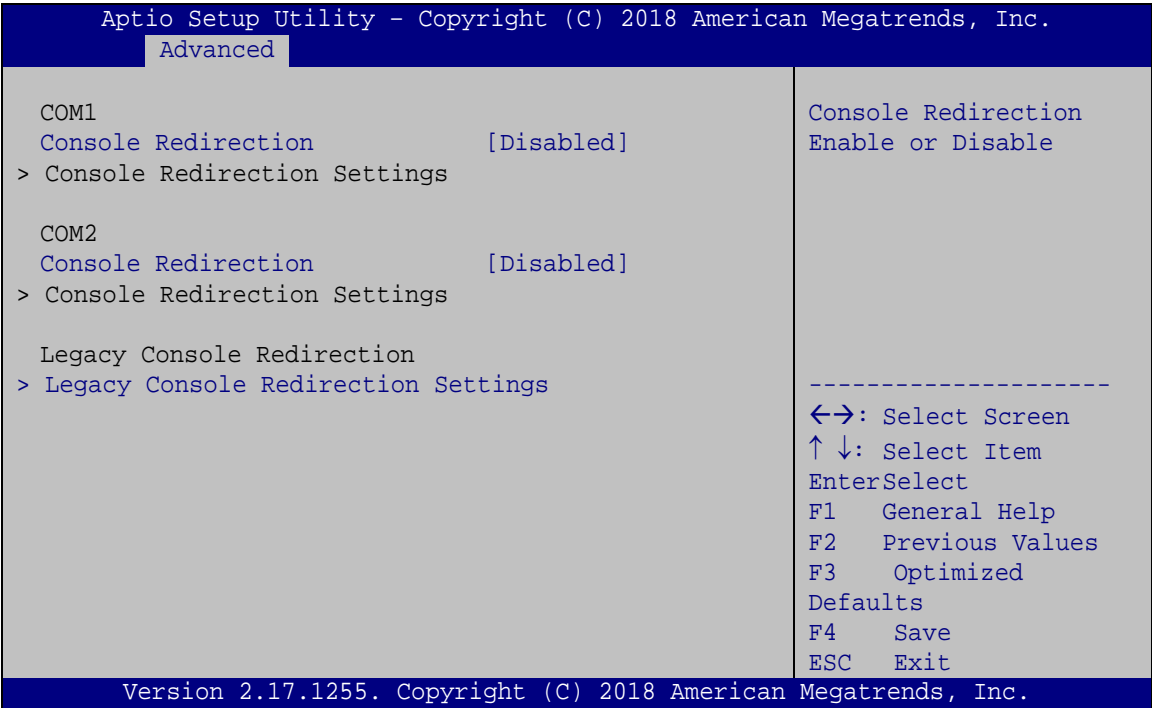 Aptio Setup Utility – Copyright (C) 2018 American Megatrends, Inc.
Advanced
COM1
Console Redirection [Disabled]
> Console Redirection Settings
COM2
Console Redirection [Disabled]
> Console Redirection Settings
Legacy Console Redirection
> Legacy Console Redirection Settings
Console Redirection
Enable or Disable
---------------------
←→: Select Screen
↑ ↓: Select Item
EnterSelect
F1 General Help
F2 Previous Values
F3 Optimized
Defaults
F4 Save
ESC Exit
Version 2.17.1255. Copyright (C) 2018 American Megatrends, Inc.